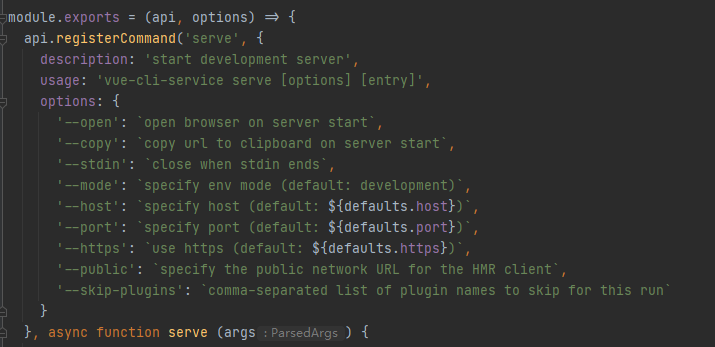 module.exports = (api, options) => {
  api.registerCommand('serve', {
    description: 'start development server',
    usage: 'vue-cli-service serve [options] [entry]',
    options: {
      '--open': `open browser on server start`,
      '--copy': `copy url to clipboard on server start`,
      '--stdin': `close when stdin ends`,
      '--mode': `specify env mode (default: development)`,
      '--host': `specify host (default: ${defaults.host})`,
      '--port': `specify port (default: ${defaults.port})`,
      '--https': `use https (default: ${defaults.https})`,
      '--public': `specify the public network URL for the HMR client`,
      '--skip-plugins': `comma-separated list of plugin names to skip for this run`
    }
  }, async function serve (args : ParsedArgs ) {